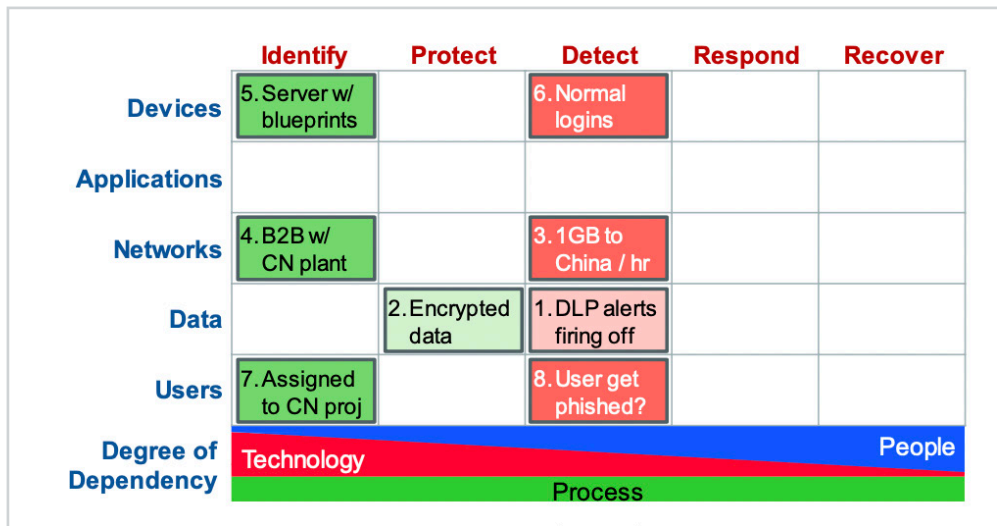 Identify Protect Detect Respond Recover
Devices
5. Server w/
blueprints
6. Normal
logins
Applications
Networks
4. B2B w/
CN plant
3. 1GB to
China / hr
Data
2. Encrypted
data
1. DLP alerts
firing off
Users
7. Assigned
to CN proj
8. User get
phished?
Degree of
Dependency
Technology
People
Process